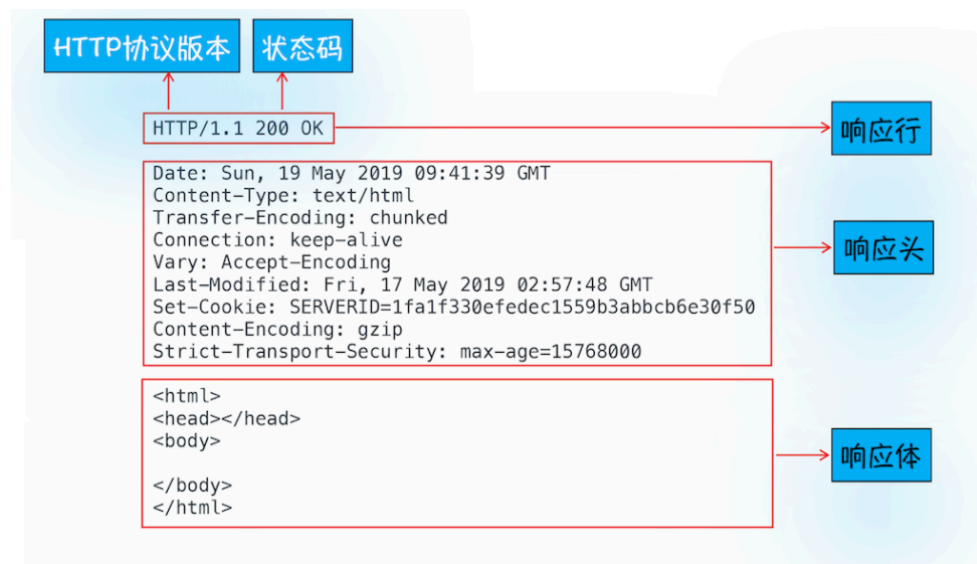 HTTP协议版本 状态码
HTTP/1.1 200 OK
响应行
Date: Sun, 19 May 2019 09:41:39 GMT
Content-Type: text/html
Transfer-Encoding: chunked
Connection: keep-alive
Vary: Accept-Encoding
Last-Modified: Fri, 17 May 2019 02:57:48 GMT
Set-Cookie: SERVERID=1fa1f330efedec1559b3abbcb6e30f50
Content-Encoding: gzip
Strict-Transport-Security: max-age=15768000
响应头
<html>
<head></head>
<body>
</body>
</html>
响应体